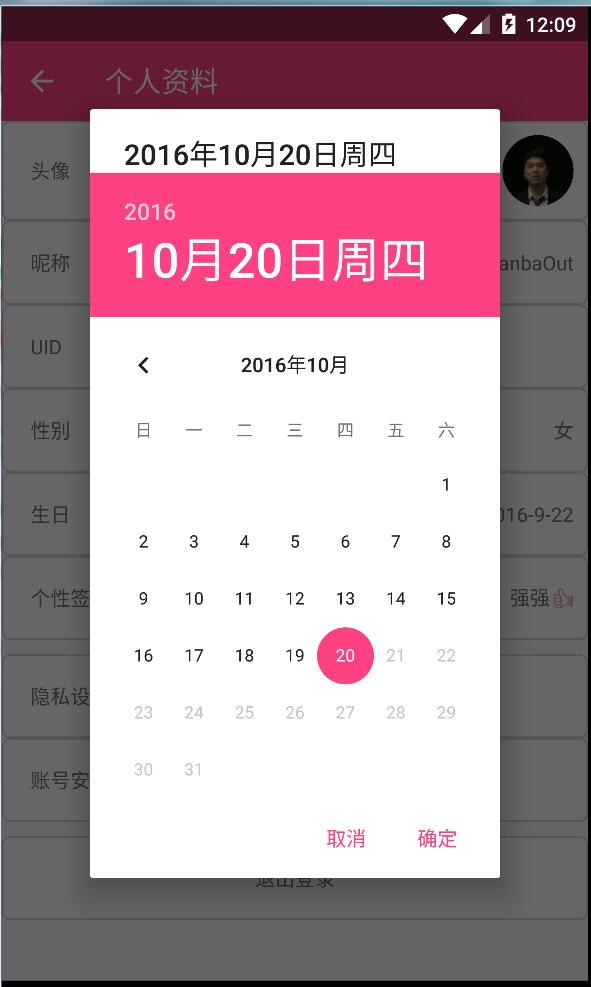 12:09
个人资料
2016年10月20日周四
头像
2016
10月20日周四
昵称
anbaOut
UID
2016年10月
日 一 二 三 四 五 六
性别
女
1
生日
016-9-22
2 3 4 5 6 7 8
个性签
强强
9 10 11 12 13 14 15
16 17 18 19 20 21 22
隐私设
23 24 25 26 27 28 29
账号安
30 31
取消 确定
退出登录